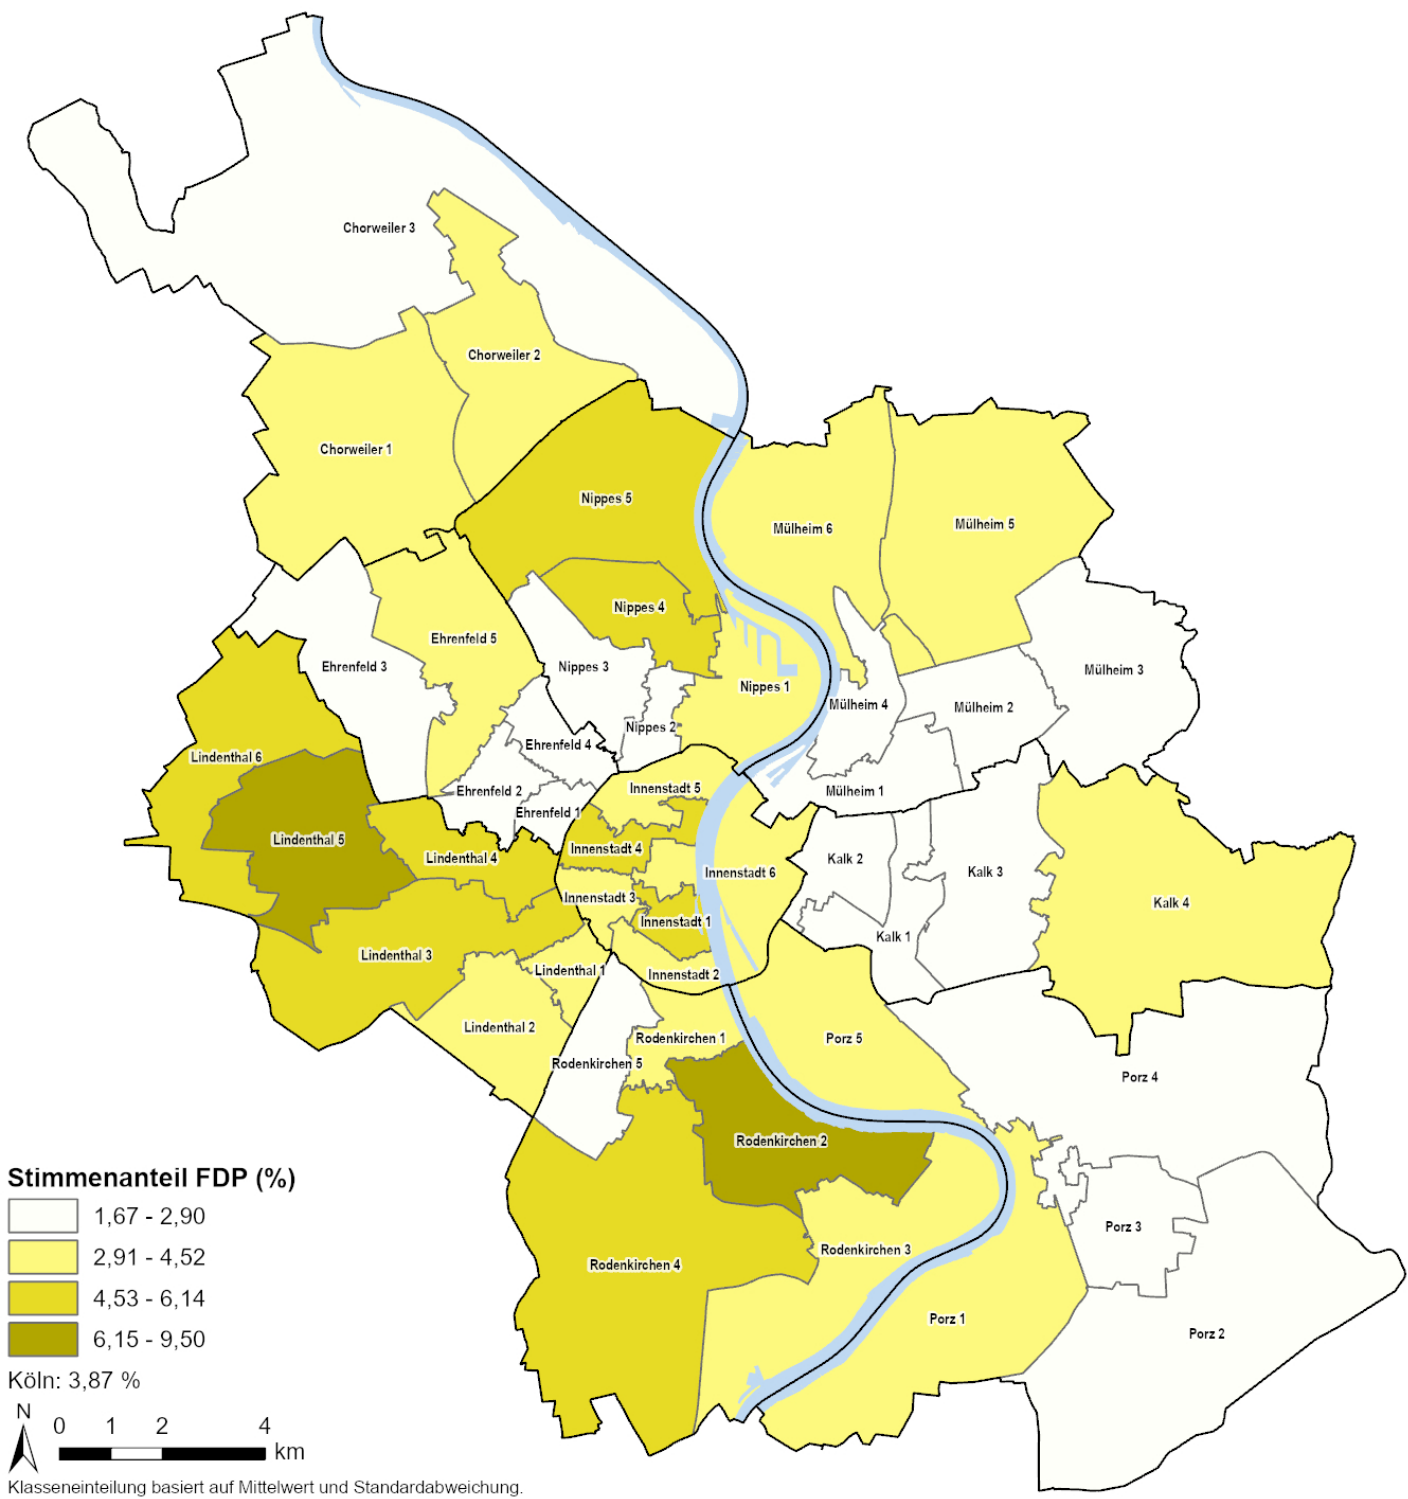 Chorweiler 3
Chorweiler 2
Chorweiler 1
Nippes 5
Mülheim 6
Mülheim 5
Nippes 4
Ehrenfeld 5
Ehrenfeld 3
Nippes 3
Mülheim 3
Nippes 1
Mülheim 4
Mülheim 2
Nippes 2
Ehrenfeld 4
Lindenthal 6
Innenstadt 5
Ehrenfeld 2
Mülheim 1
Ehrenfeld 1
Lindenthal 5
Innenstadt 4
Lindenthal 4
Kalk 2
Innenstadt 6
Kalk 3
Innenstadt 3
Kalk 4
Innenstadt 1
Kalk 1
Lindenthal 3
Lindenthal 1
Innenstadt 2
Lindenthal 2
Rodenkirchen 1
Porz 5
Rodenkirchen 5
Porz 4
Rodenkirchen 2
Porz 3
Rodenkirchen 3
Rodenkirchen 4
Porz 1
Porz 2
Stimmenanteil FDP (%)
1,67 - 2,90
2,91 - 4,52
4,53 - 6,14
6,15 - 9,50
Köln: 3,87 %
N
0 1 2 4
km
Klasseneinteilung basiert auf Mittelwert und Standardabweichung.